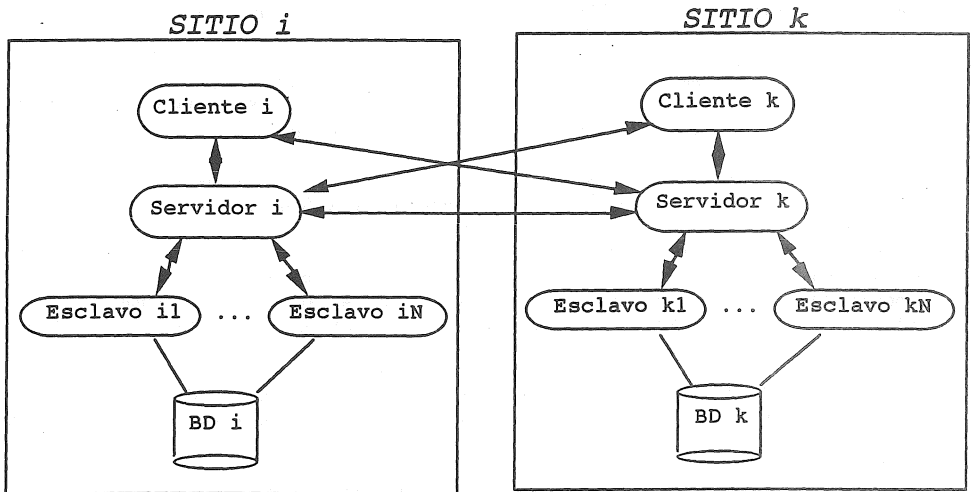 SITIO i
Cliente i
Servidor i
Esclavo i1 ... Esclavo iN
BD i
SITIO k
Cliente k
Servidor k
Esclavo k1 ... Esclavo kN
BD k